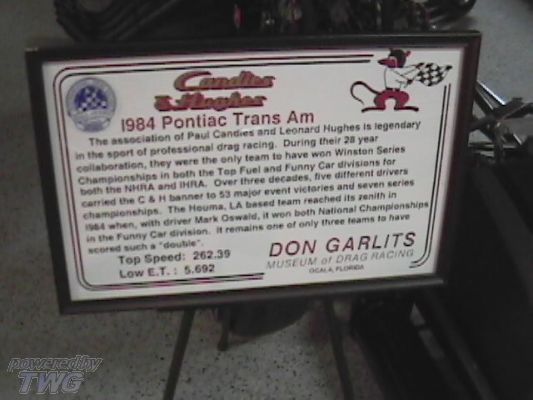 Candies
& Hughes
1984 Pontiac Trans Am
The association of Paul Candies and Leonard Hughes is legendary
in the sport of professional drag racing. During their 28 year
collaboration, they were the only team to have won Winston Series
Championships in both the Top Fuel and Funny Car divisions for
both the NHRA and IHRA. Over three decades, five different drivers
carried the C & H banner to 53 major event victories and seven series
championships. The Houma, LA based team reached its zenith in
1984 when, with driver Mark Oswald, it won both National Championships
in the Funny Car division. It remains one of only three teams to have
scored such a "double".
Top Speed: 262.39
Low E.T. : 5.692
DON GARLITS
MUSEUM of DRAG RACING
OCALA, FLORIDA
powered by
TWG